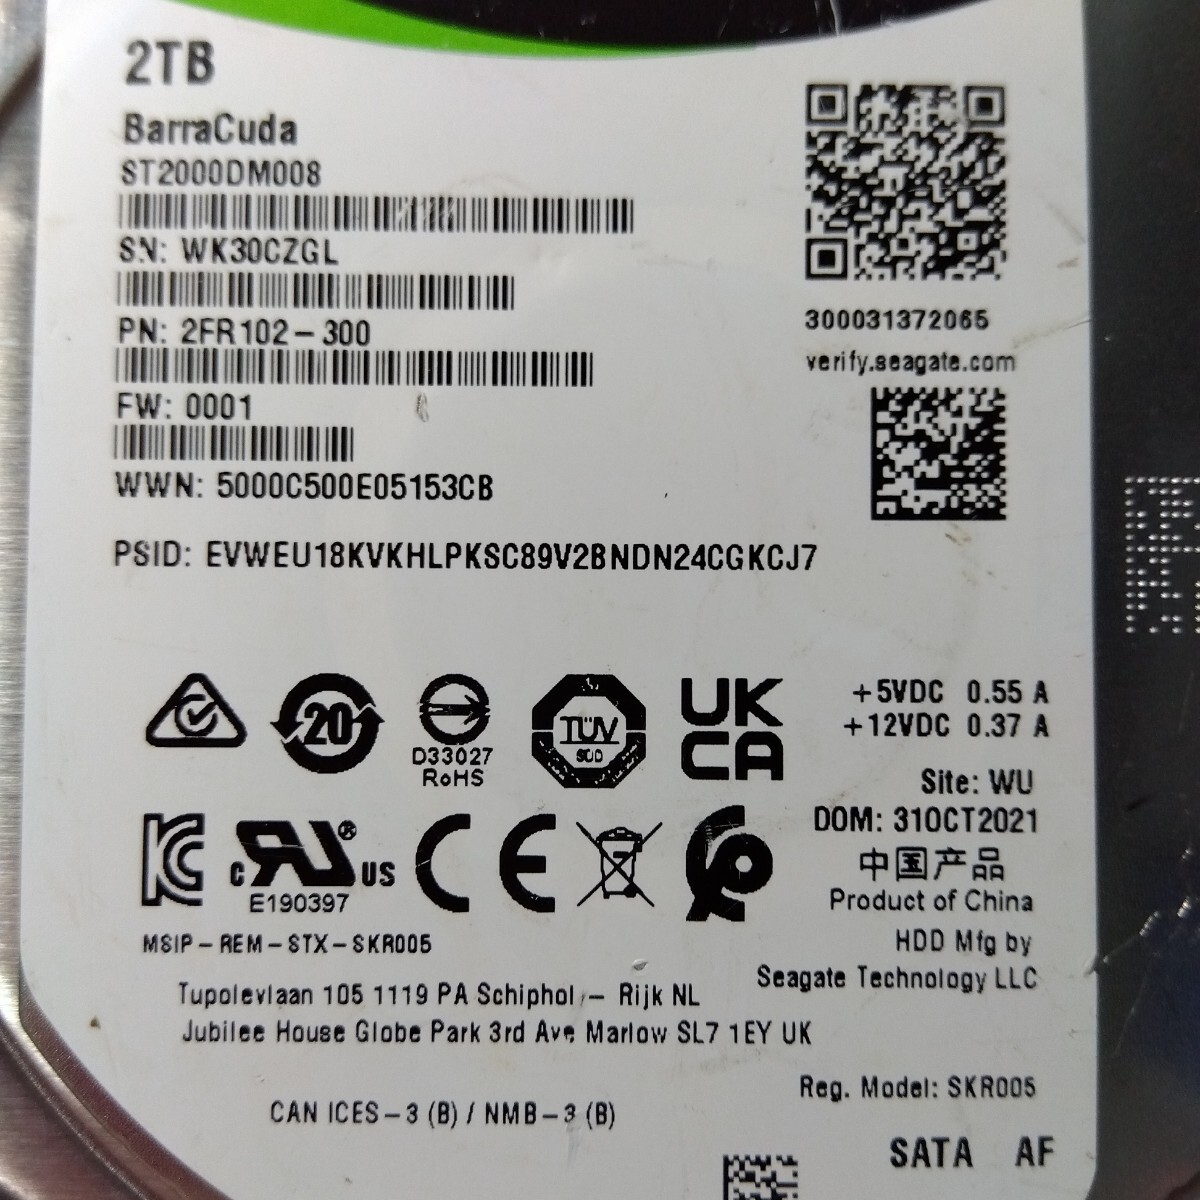 2TB
BarraCuda
ST2000DM008
SN: WK30CZGL
PN: 2FR102-300
FW: 0001
WWN: 5000C500E05153CB
PSID: EVWEU18KVKHLPKSC89V2BNDN24CGKCJ7
300031372065
verify.seagate.com
20
D33027
RoHS
TÜV
SÜD
UK
CA
+5VDC 0.55 A
+12VDC 0.37 A
Site: WU
DOM: 31OCT2021
中国产品
Product of China
HDD Mfg by
Seagate Technology LLC
c UR ® US
E190397
CE
MSIP-REM-STX-SKR005
Tupolevlaan 105 1119 PA Schiphol - Rijk NL
Jubilee House Globe Park 3rd Ave Marlow SL7 1EY UK
Reg. Model: SKR005
CAN ICES-3 (B) / NMB-3 (B)
SATA AF